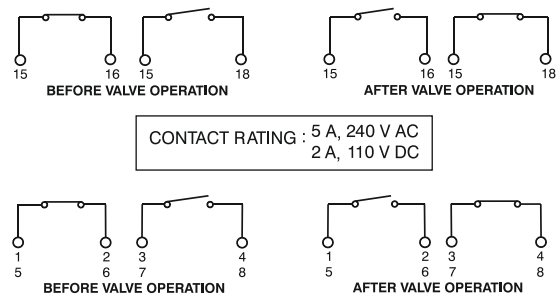 15 16 15 18 15 16 15 18
BEFORE VALVE OPERATION AFTER VALVE OPERATION
CONTACT RATING : 5 A, 240 V AC
2 A, 110 V DC
1 2 3 4 1 2 3 4
5 6 7 8 5 6 7 8
BEFORE VALVE OPERATION AFTER VALVE OPERATION